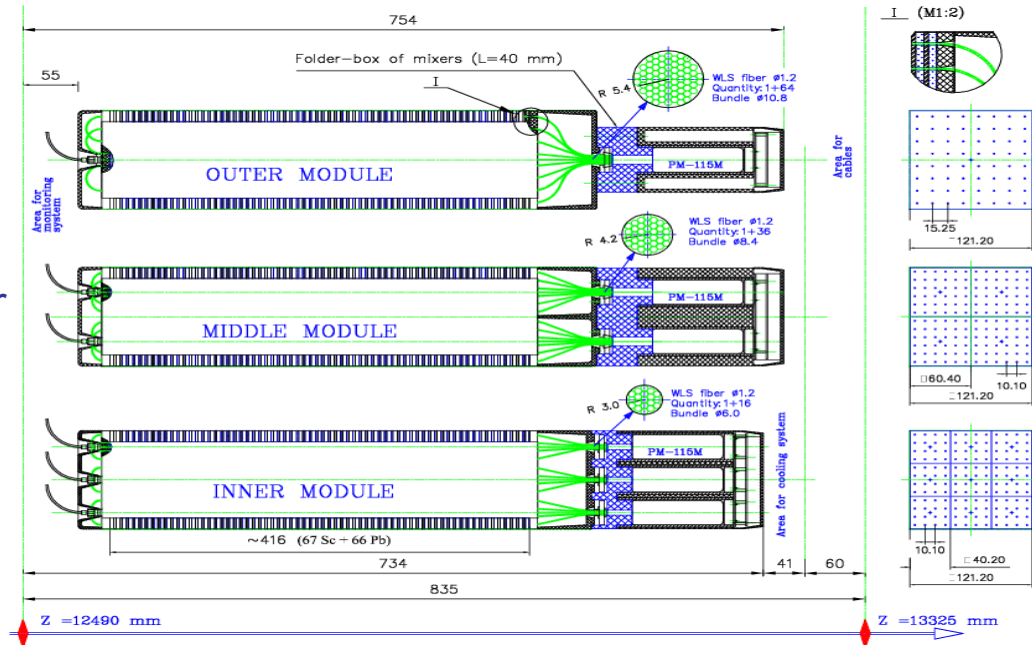 754
I (M1:2)
55
Folder-box of mixers (L=40 mm)
I
R 5.4
WLS fiber ø1.2
Quantity: 1+64
Bundle ø10.8
OUTER MODULE
PM-115M
Area for
monitoring
system
Area for
cables
15.25
□121.20
R 4.2
WLS fiber ø1.2
Quantity: 1+36
Bundle ø8.4
MIDDLE MODULE
PM-115M
□60.40
10.10
□121.20
R 3.0
WLS fiber ø1.2
Quantity: 1+16
Bundle ø6.0
INNER MODULE
PM-115M
Area for cooling system
10.10
□40.20
□121.20
~416 (67 Sc + 66 Pb)
734
41
60
835
Z =12490 mm
Z =13325 mm